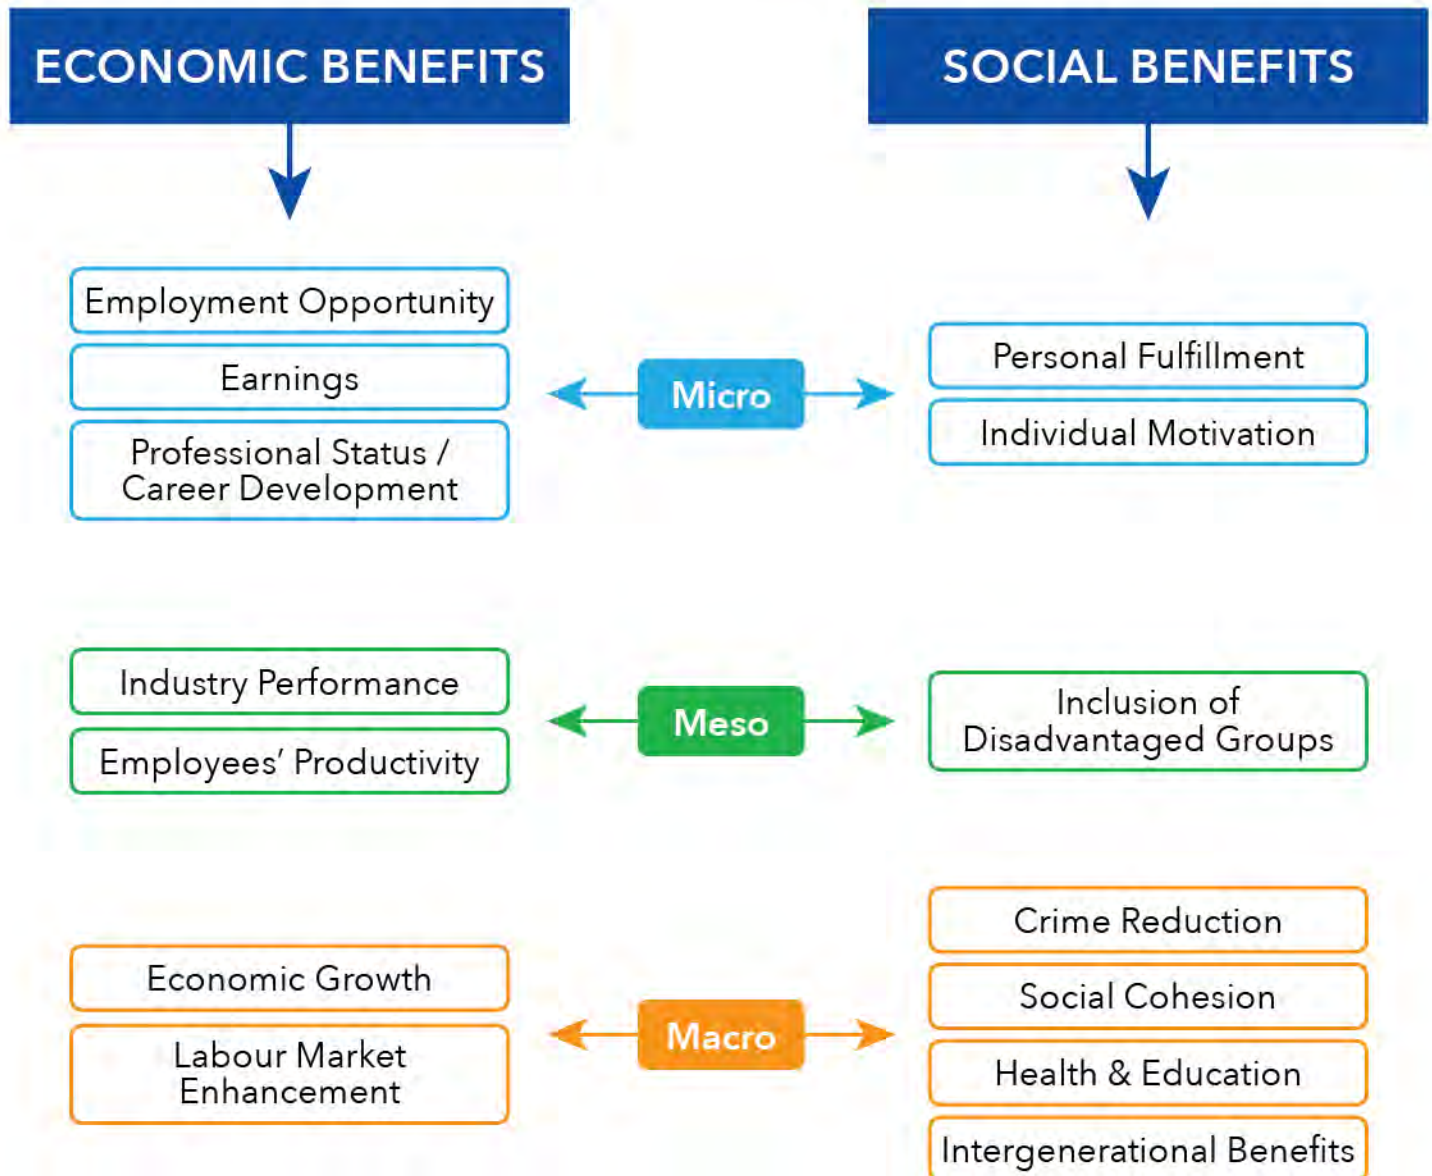 ECONOMIC BENEFITS
SOCIAL BENEFITS
Employment Opportunity
Earnings
Professional Status /
Career Development
Micro
Personal Fulfillment
Individual Motivation
Industry Performance
Employees’ Productivity
Meso
Inclusion of
Disadvantaged Groups
Economic Growth
Labour Market
Enhancement
Macro
Crime Reduction
Social Cohesion
Health & Education
Intergenerational Benefits